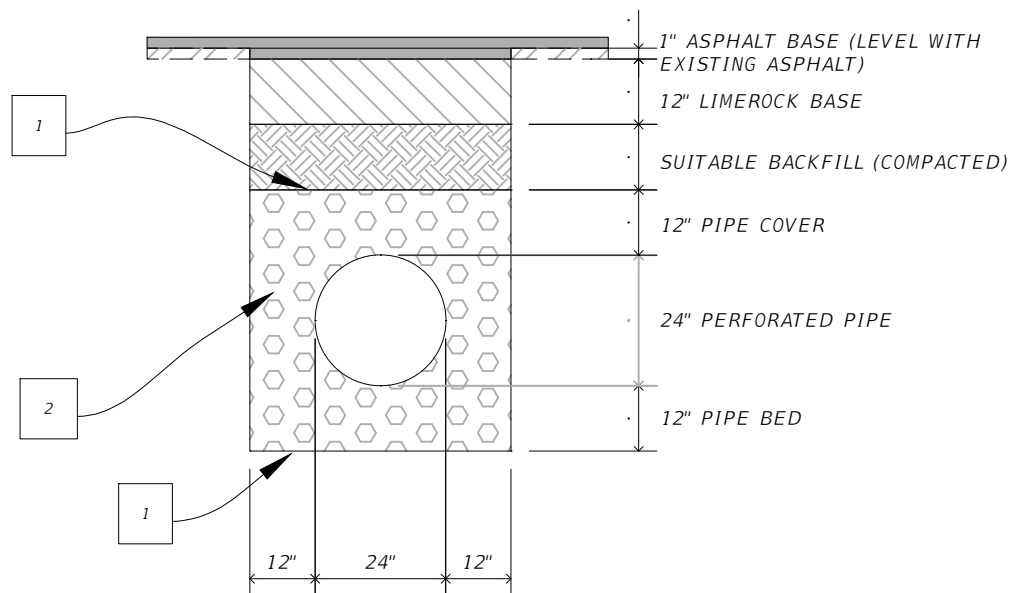 1" ASPHALT BASE (LEVEL WITH
EXISTING ASPHALT)
12" LIMEROCK BASE
1
SUITABLE BACKFILL (COMPACTED)
12" PIPE COVER
24" PERFORATED PIPE
2
12" PIPE BED
1
12" 24" 12"